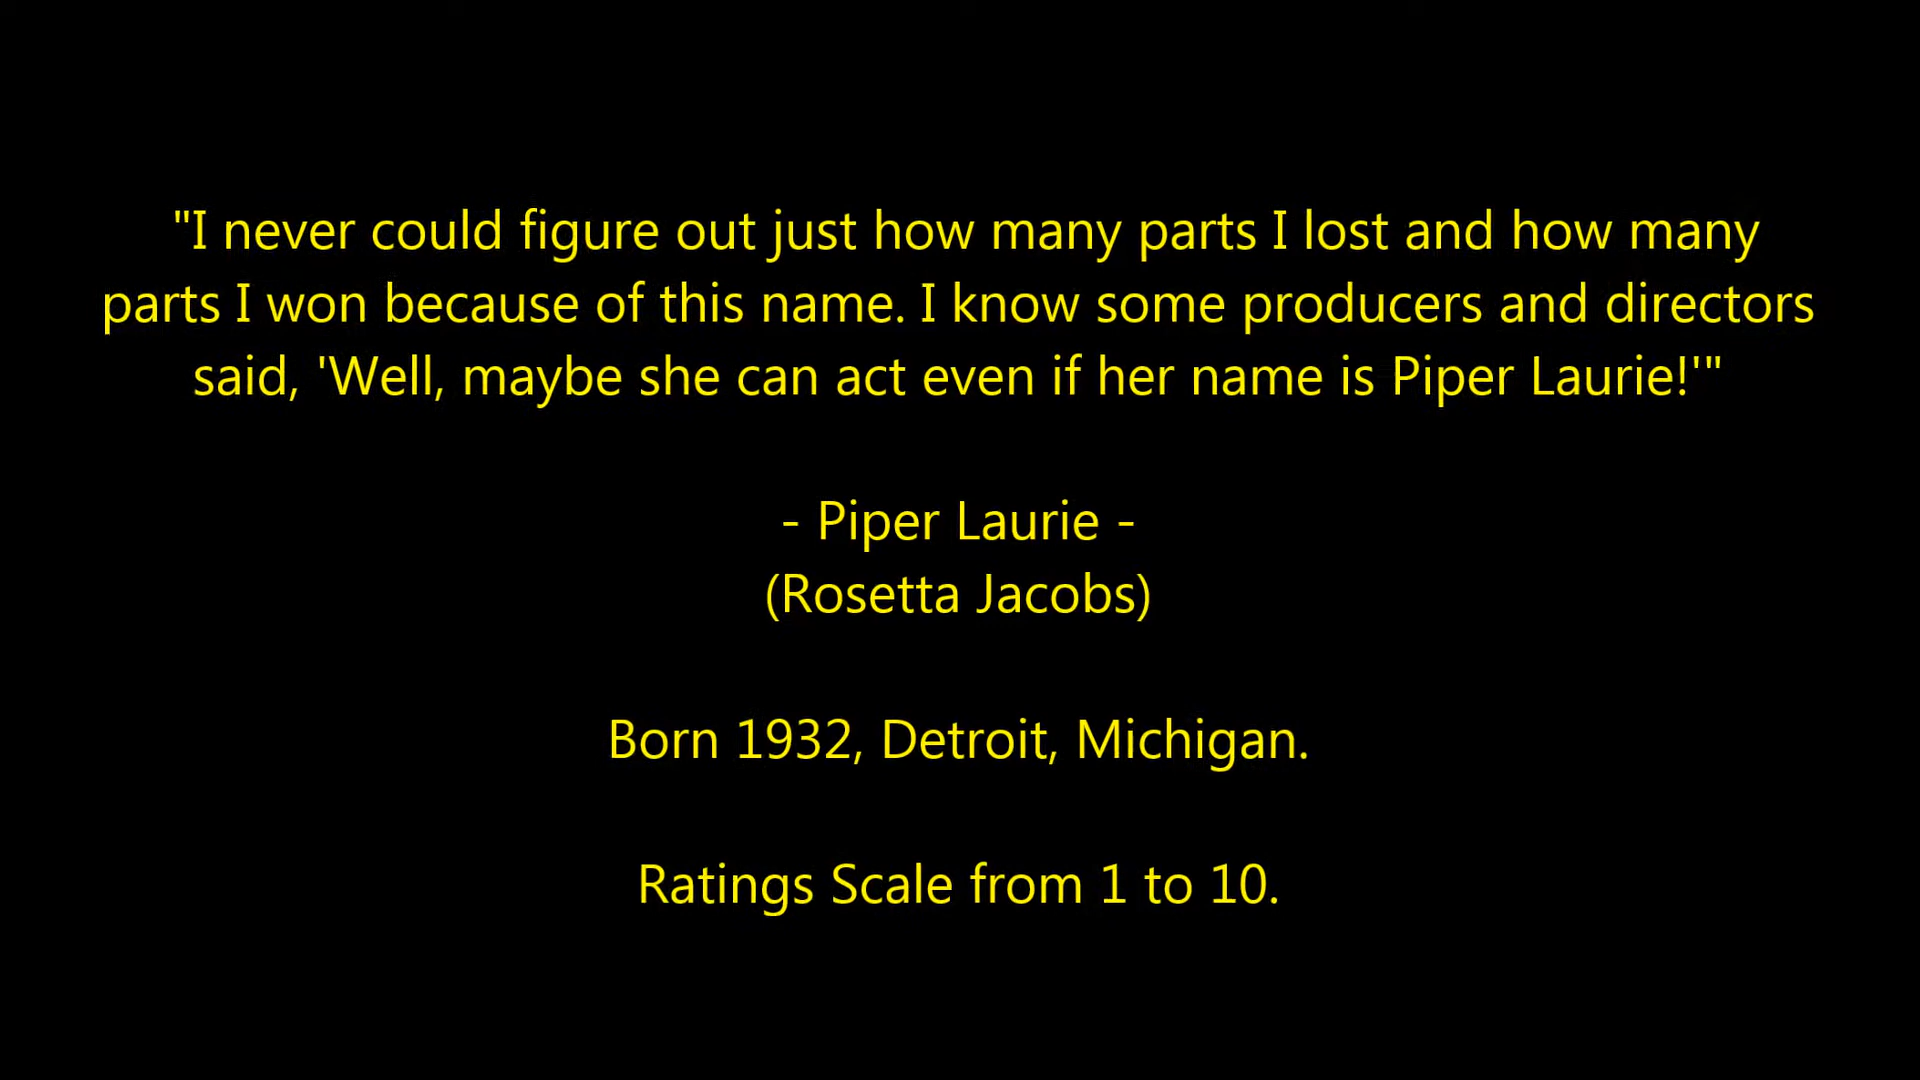 "I never could figure out just how many parts I lost and how many
parts I won because of this name. I know some producers and directors
said, 'Well, maybe she can act even if her name is Piper Laurie!'"
- Piper Laurie -
(Rosetta Jacobs)
Born 1932, Detroit, Michigan.
Ratings Scale from 1 to 10.